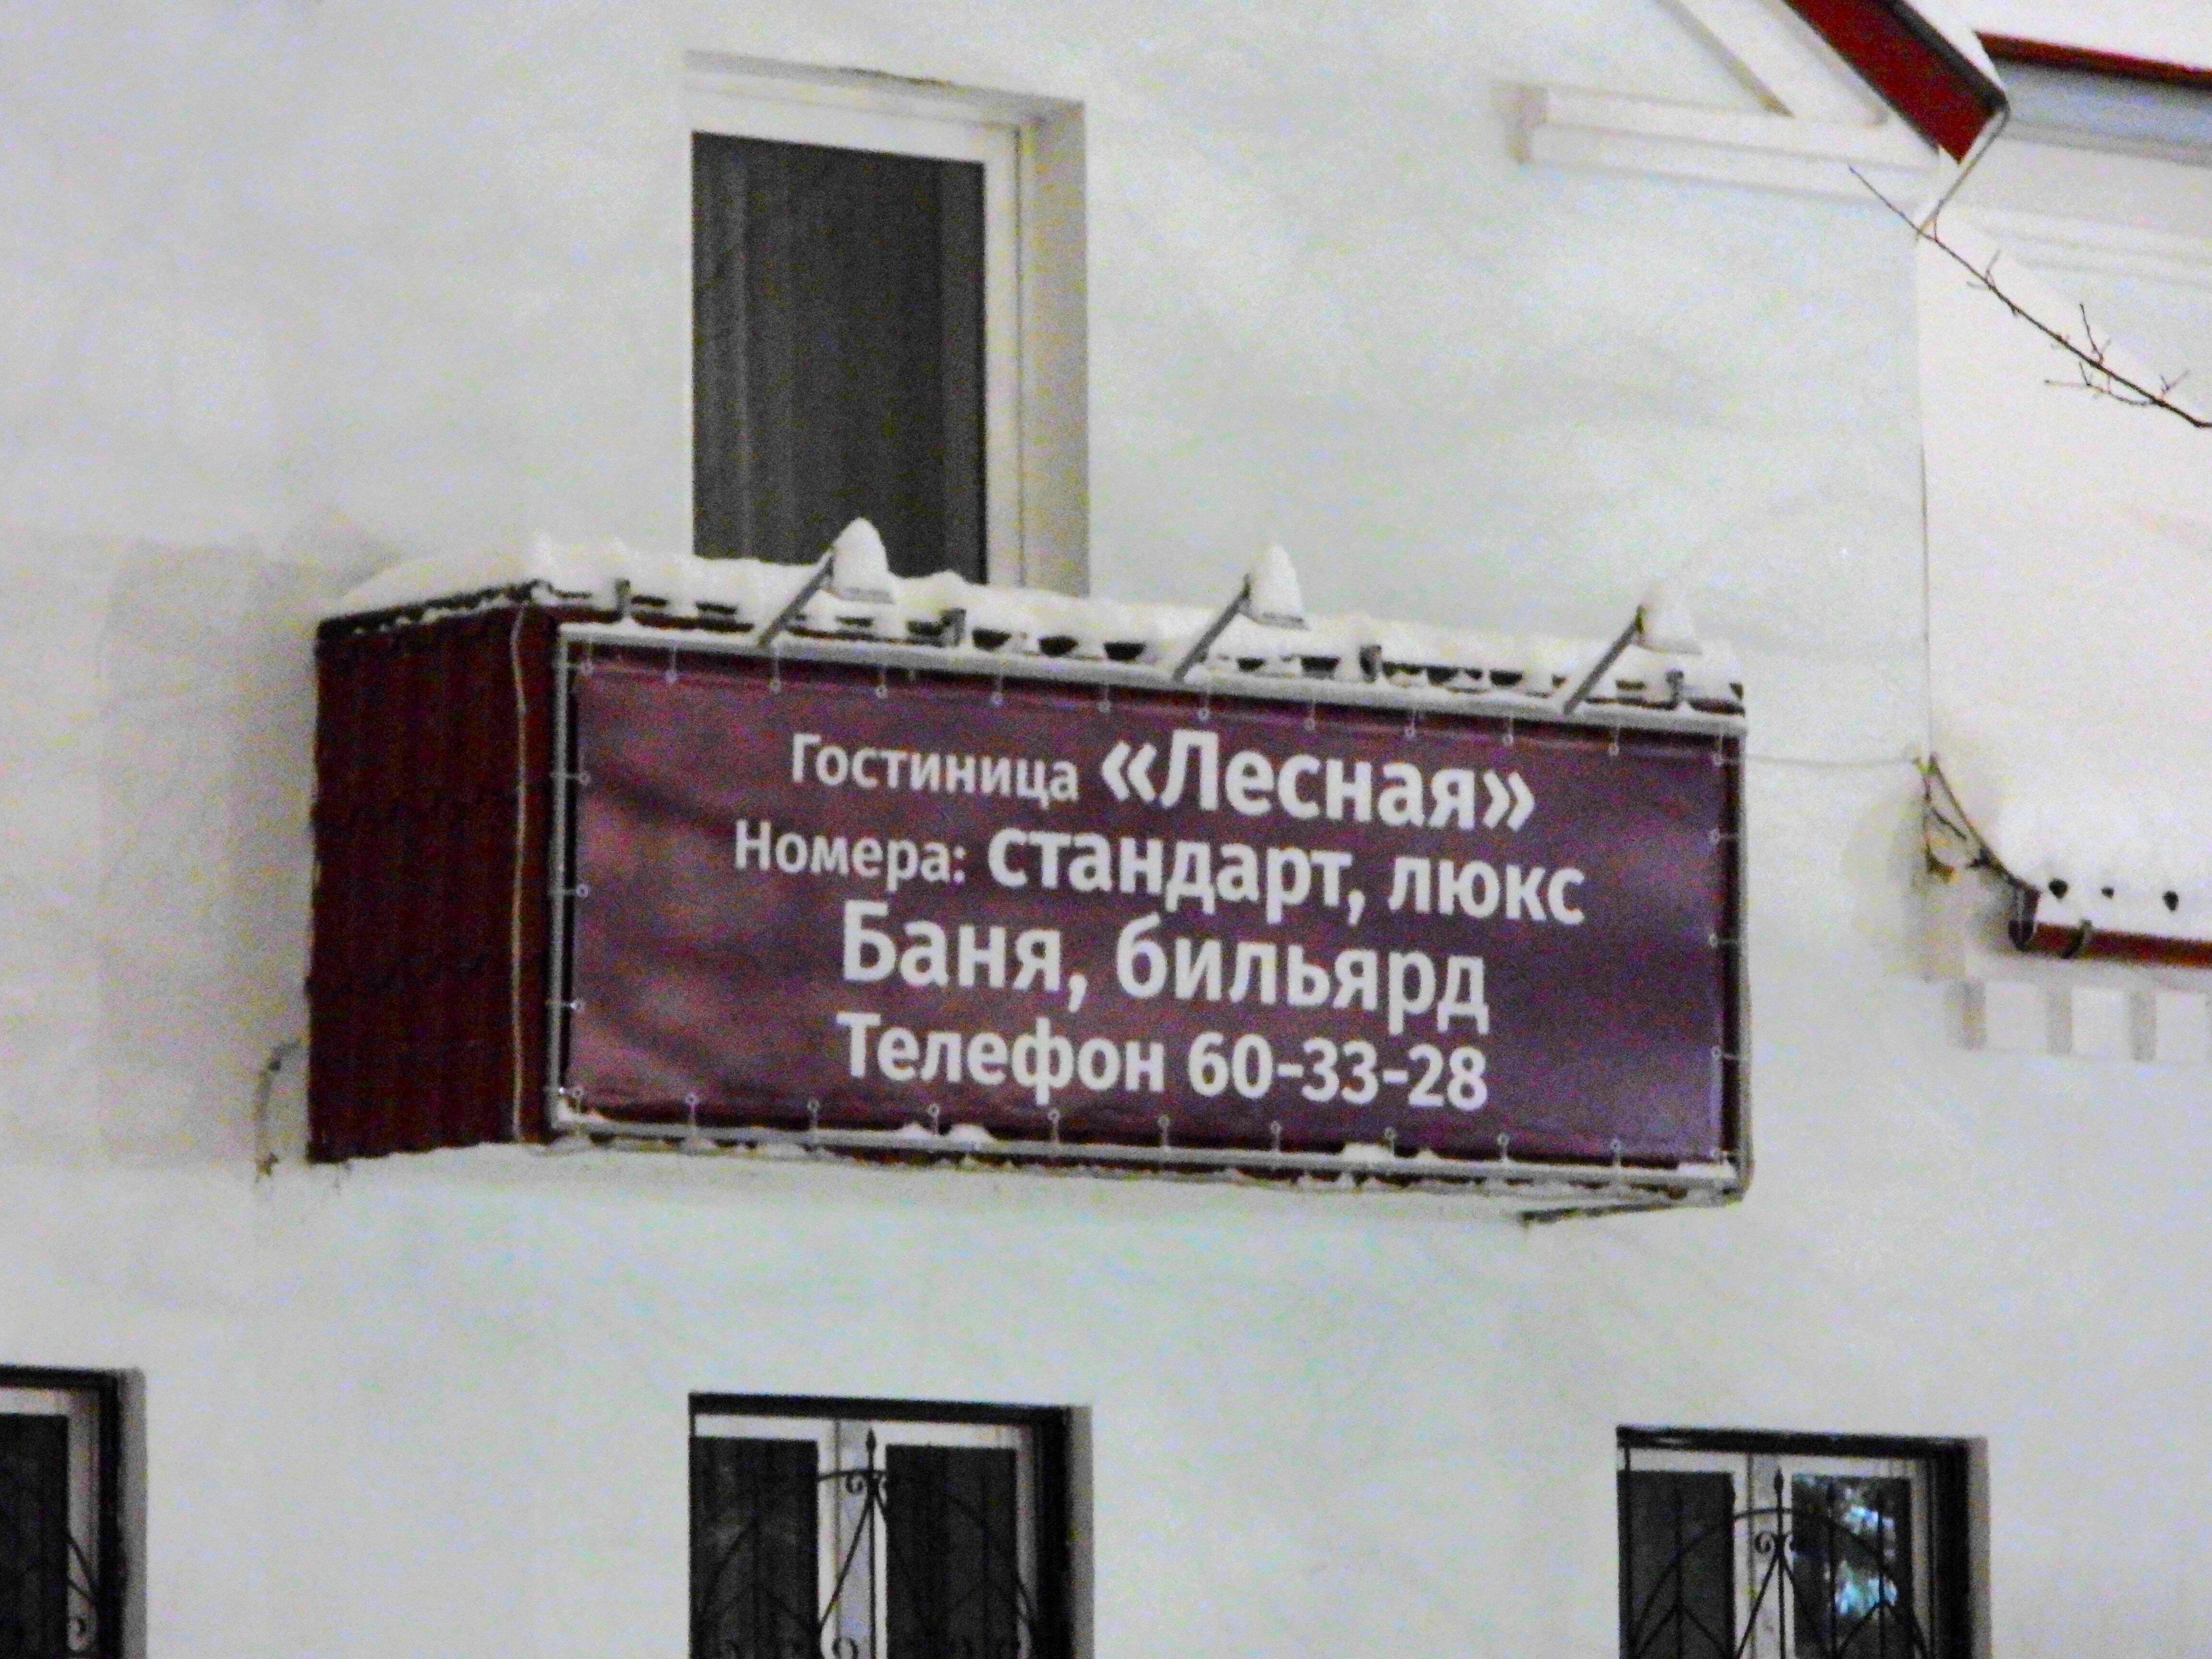 Гостиница «Лесная»
Номера: стандарт, люкс
Баня, бильярд
Телефон 60-33-28